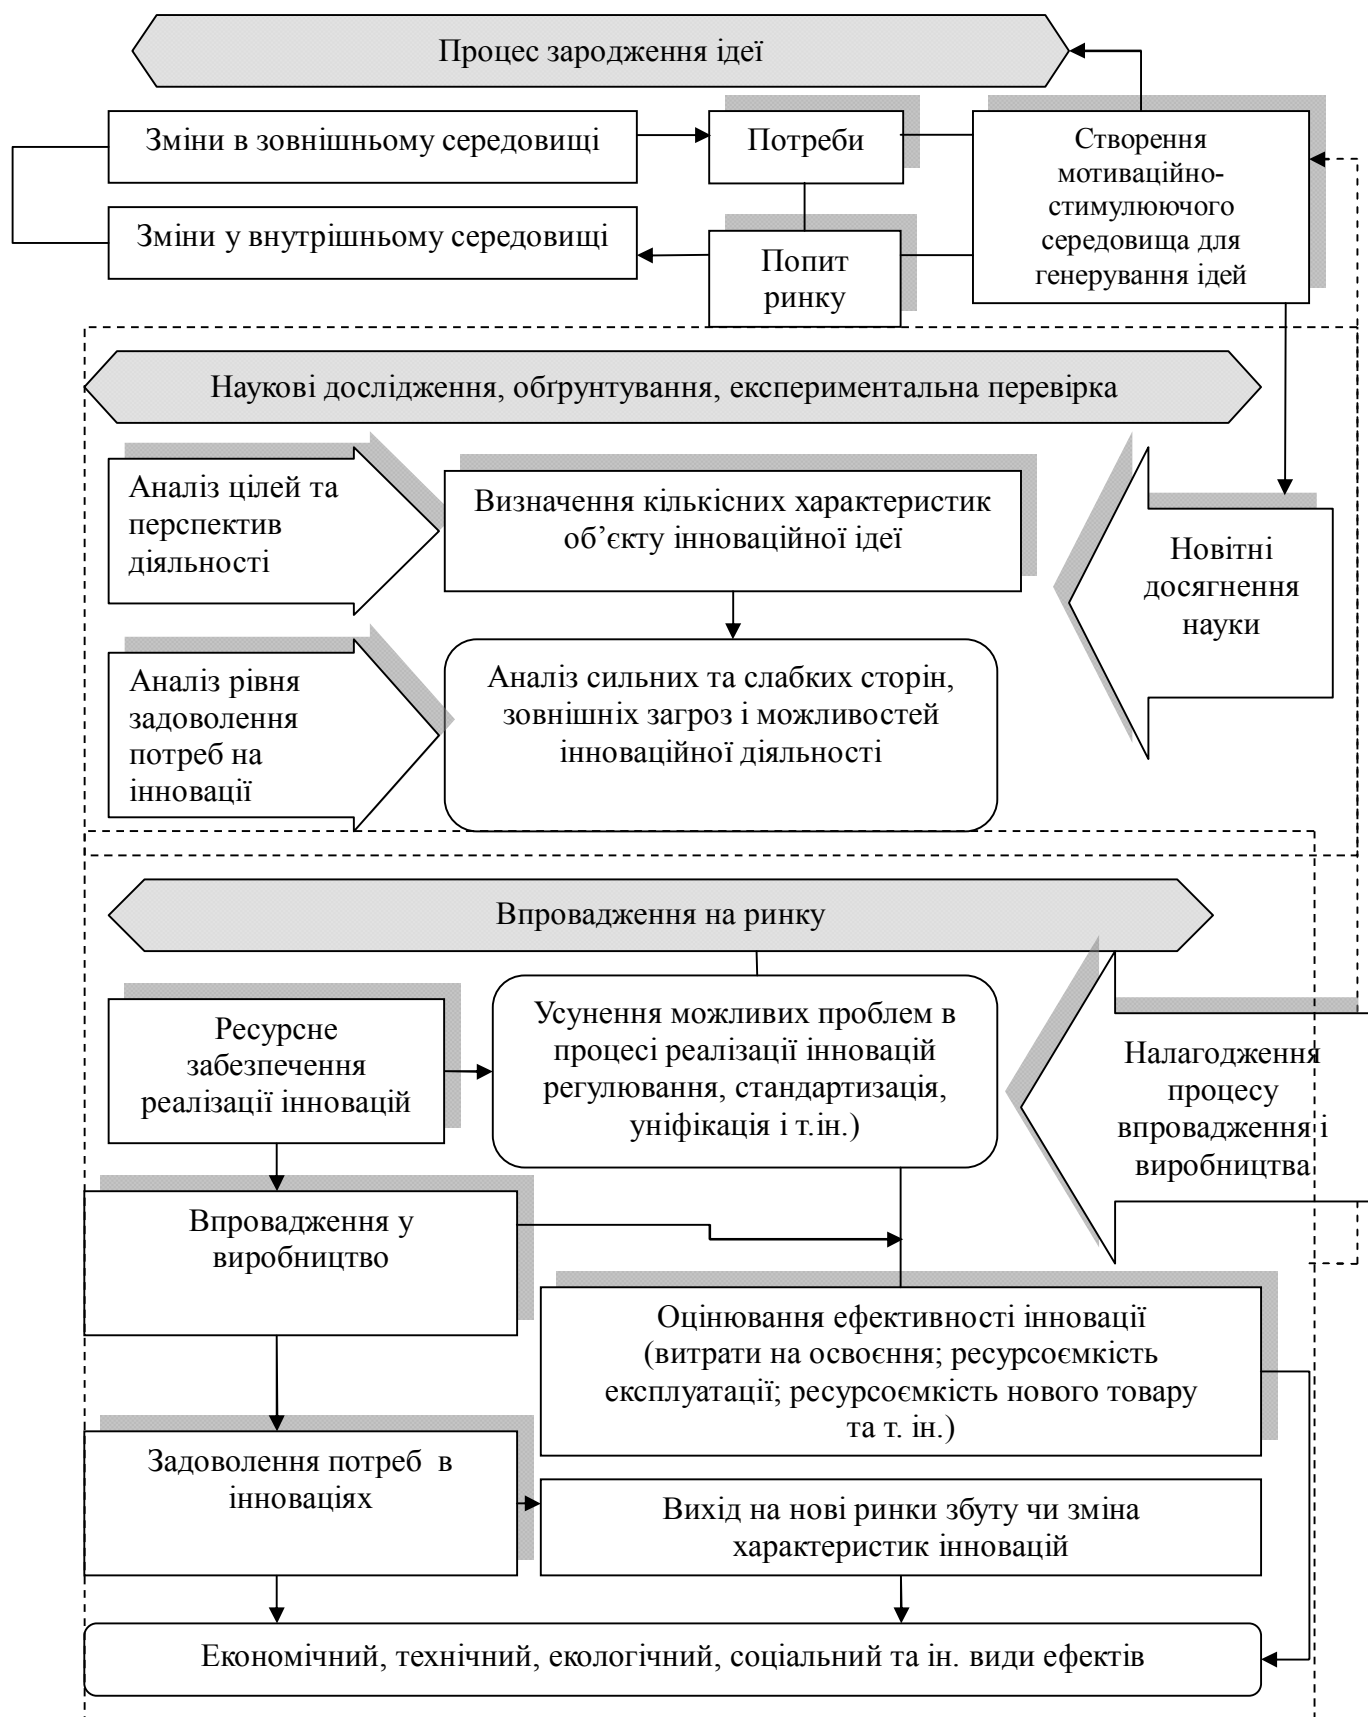 Процес зародження ідеї
Зміни в зовнішньому середовищі
Потреби
Створення
мотиваційно-
стимулюючого
середовища для
генерування ідей
Зміни у внутрішньому середовищі
Попит
ринку
Наукові дослідження, обґрунтування, експериментальна перевірка
Аналіз цілей та
перспектив
діяльності
Визначення кількісних характеристик
об’єкту інноваційної ідеї
Новітні
досягнення
науки
Аналіз рівня
задоволення
потреб на
інновації
Аналіз сильних та слабких сторін,
зовнішніх загроз і можливостей
інноваційної діяльності
Впровадження на ринку
Ресурсне
забезпечення
реалізації інновацій
Усунення можливих проблем в
процесі реалізації інновацій
регулювання, стандартизація,
уніфікація і т.ін.)
Налагодження
процесу
впровадження і
виробництва
Впровадження у
виробництво
Оцінювання ефективності інновації
(витрати на освоєння; ресурсоємкість
експлуатації; ресурсоємкість нового товару
та т. ін.)
Задоволення потреб в
інноваціях
Вихід на нові ринки збуту чи зміна
характеристик інновацій
Економічний, технічний, екологічний, соціальний та ін. види ефектів